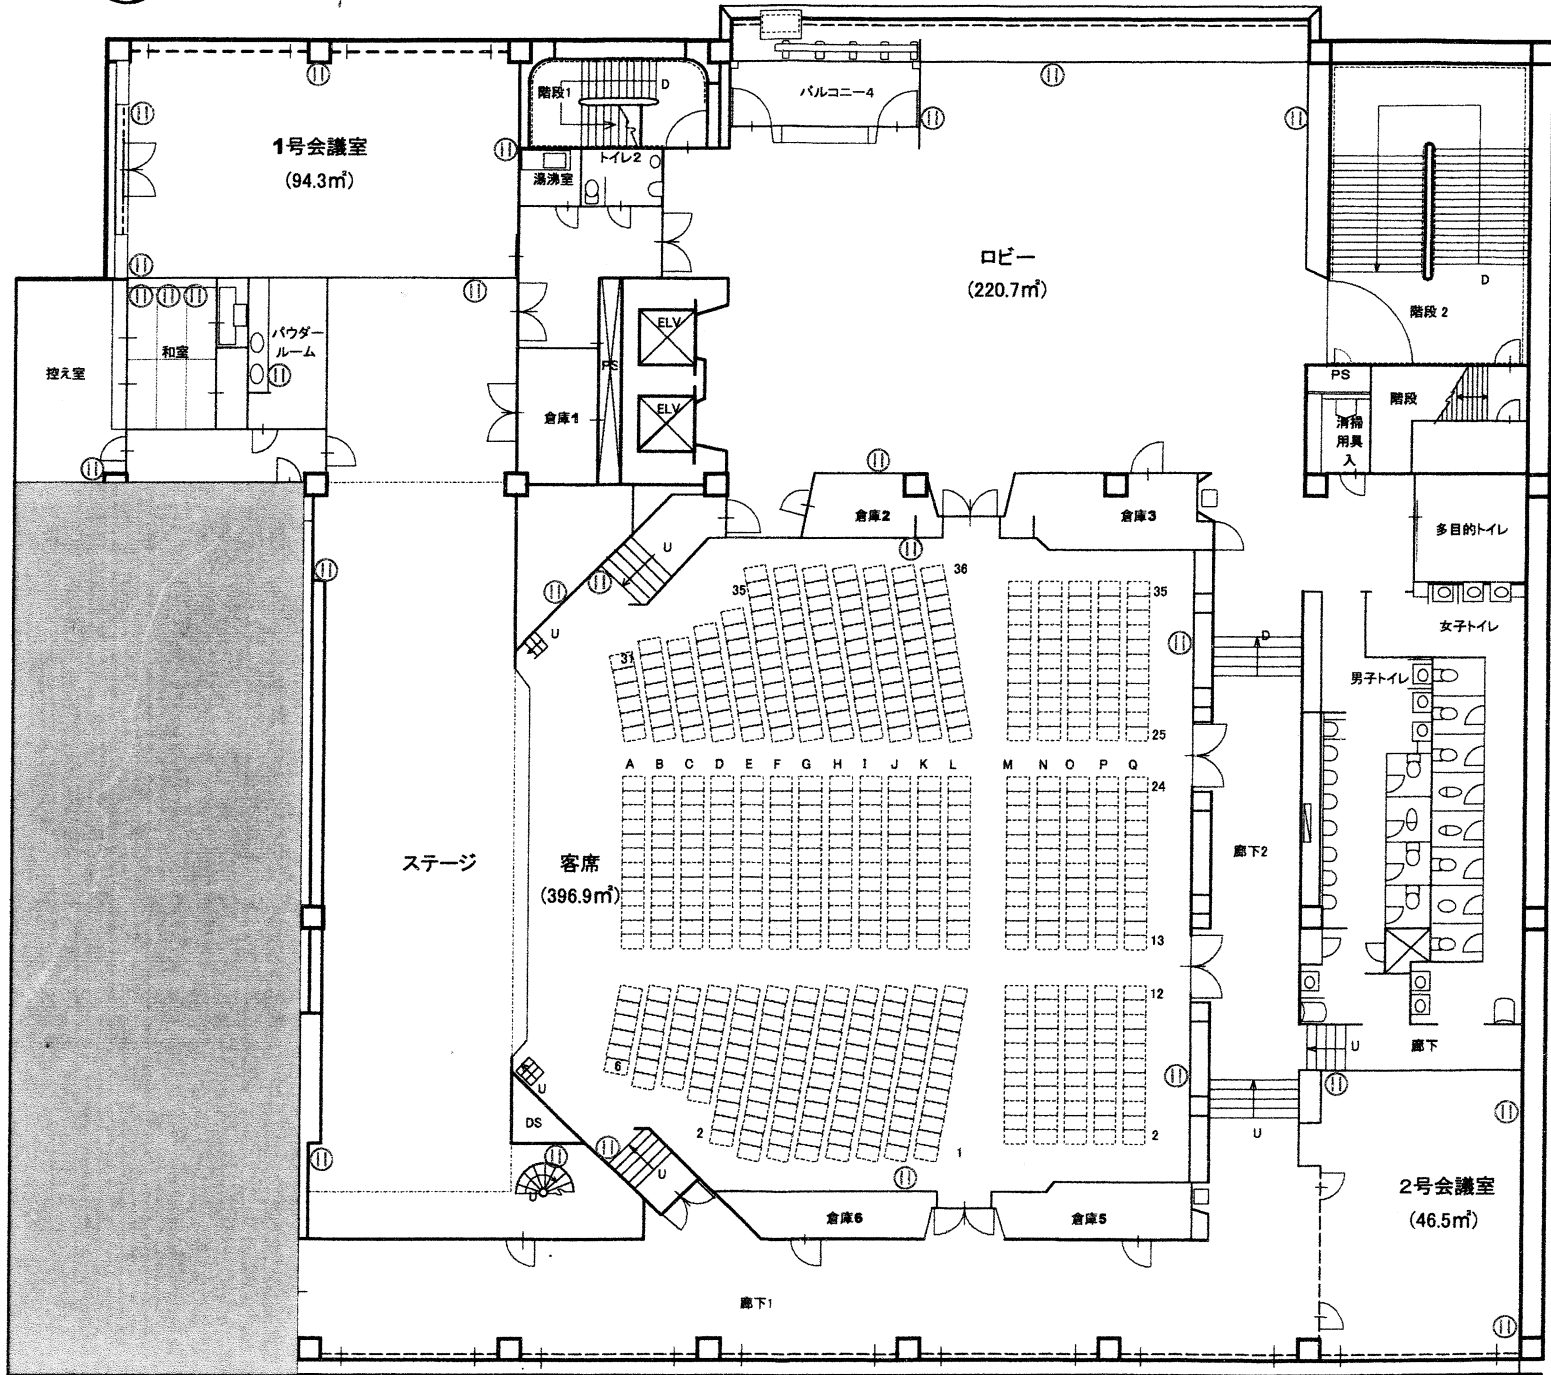 階段1
D
バルコニー4
1号会議室
(94.3㎡)
トイレ2
湯沸室
ロビー
(220.7㎡)
D
階段2
ELV
パウダー
ルーム
和室
控え室
PS
PS
階段
ELV
倉庫1
清掃
用具
入
倉庫2
倉庫3
多目的トイレ
U
36
35
35
女子トイレ
U
D
31
男子トイレ
25
A B C D E F G H I J K L M N O P Q
24
ステージ
客席
(396.9㎡)
廊下2
13
12
U
廊下
6
U
DS
2
1
2
U
U
U
2号会議室
(46.5㎡)
倉庫6
倉庫5
廊下1